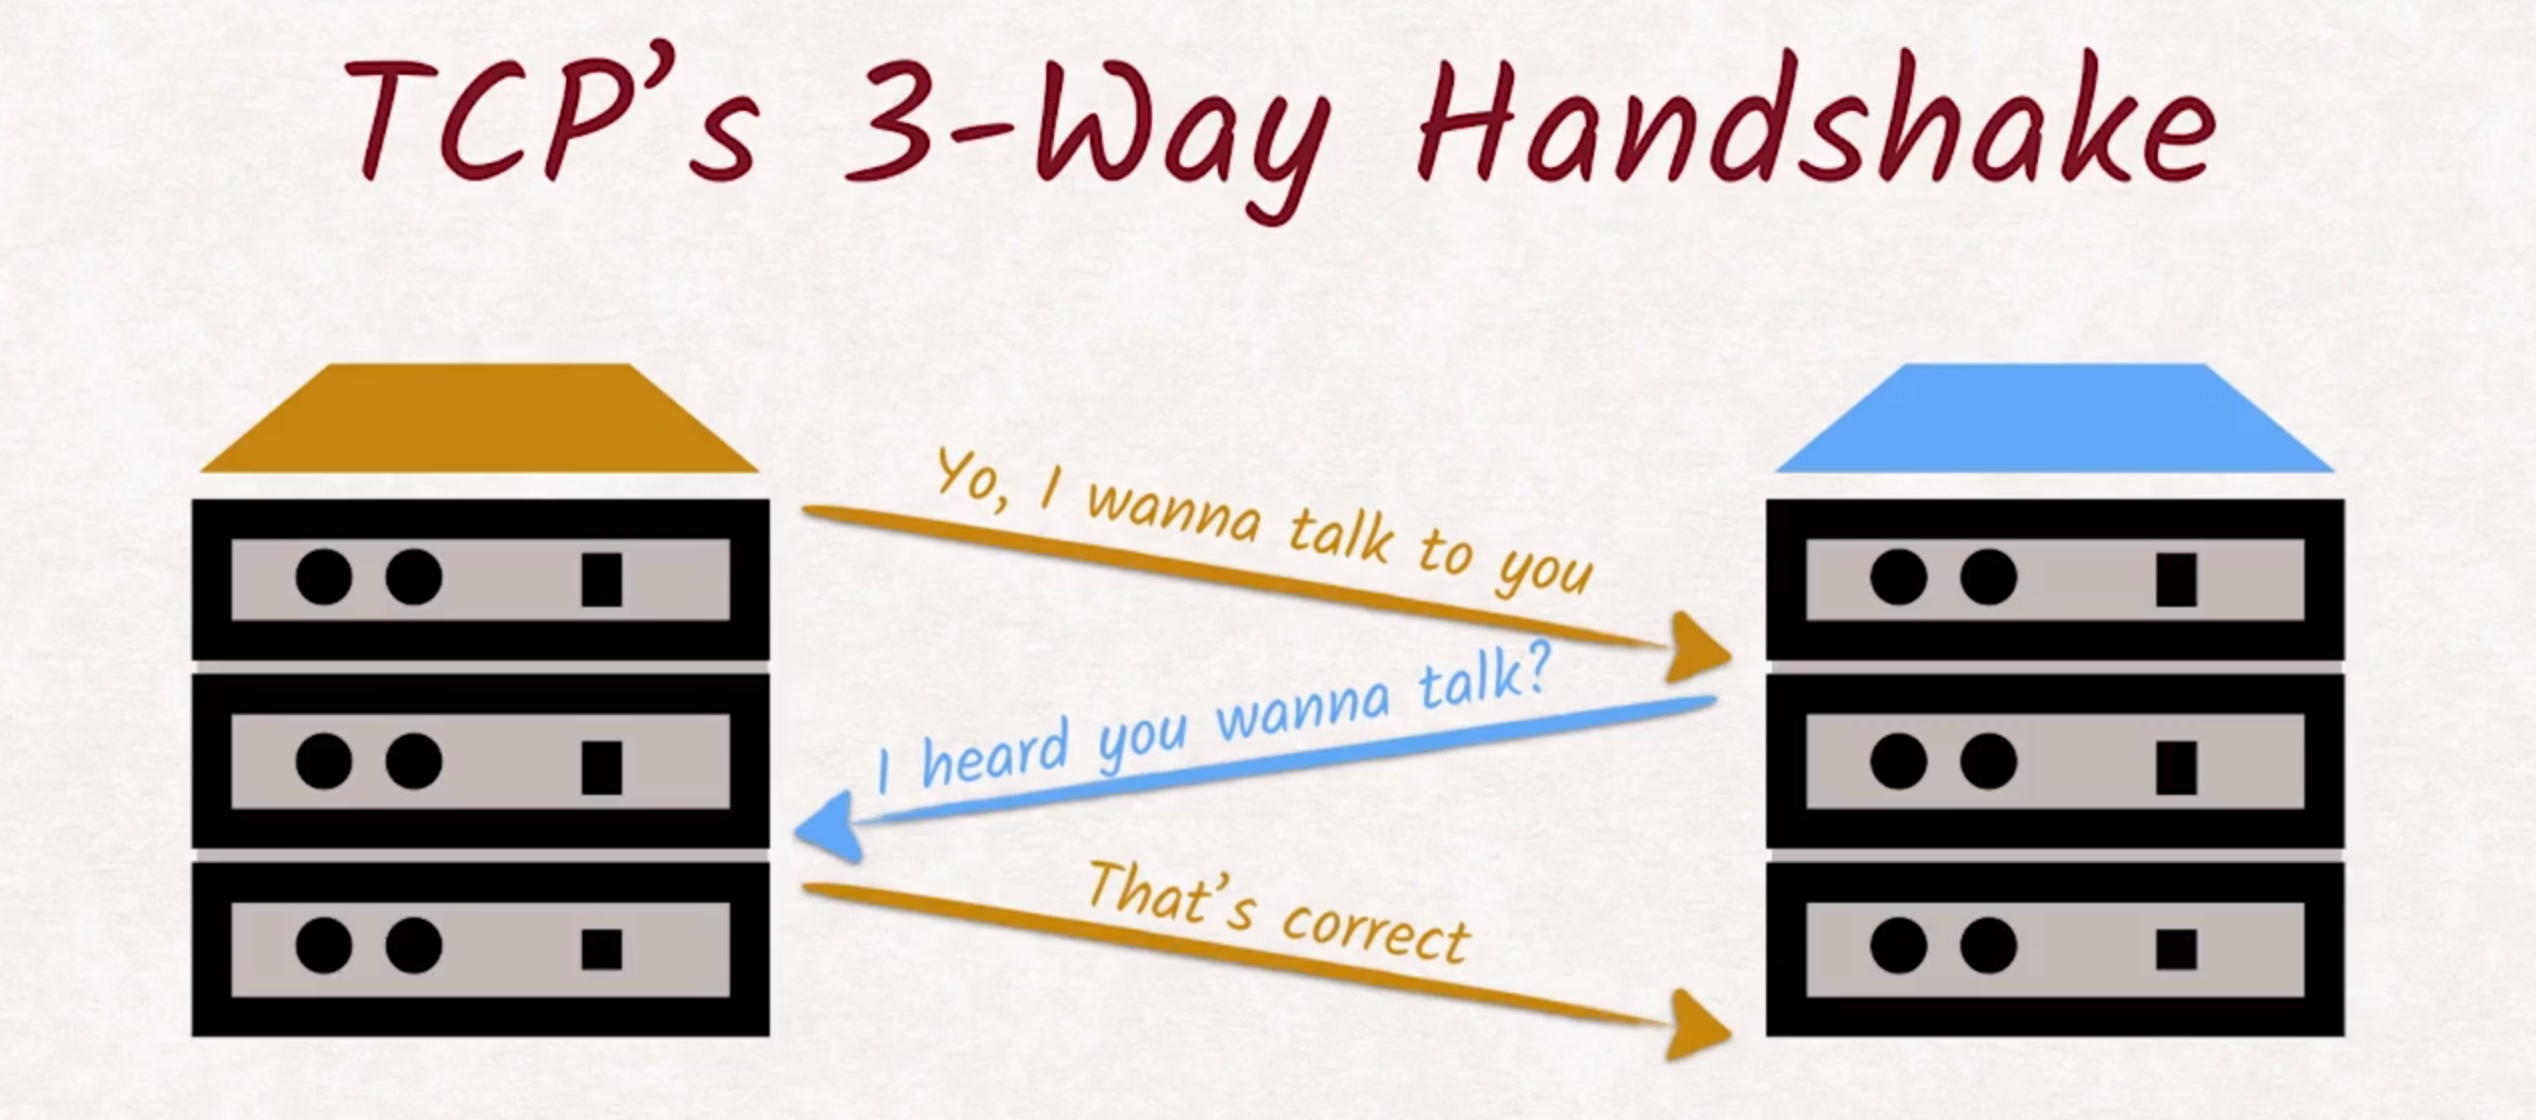 TCP’s 3-Way Handshake
Yo, I wanna talk to you
I heard you wanna talk?
That’s correct